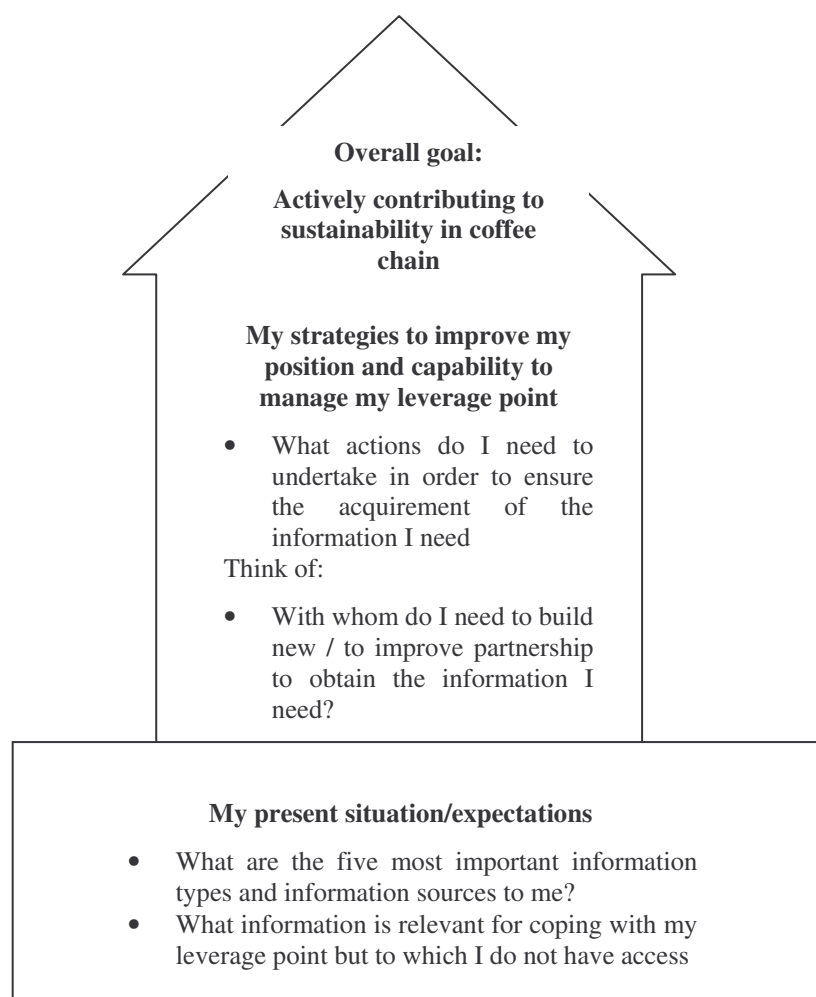 Overall goal:
Actively contributing to
sustainability in coffee
chain
My strategies to improve my
position and capability to
manage my leverage point
• What actions do I need to
undertake in order to ensure
the acquirement of the
information I need
Think of:
• With whom do I need to build
new / to improve partnership
to obtain the information I
need?
My present situation/expectations
• What are the five most important information
types and information sources to me?
• What information is relevant for coping with my
leverage point but to which I do not have access